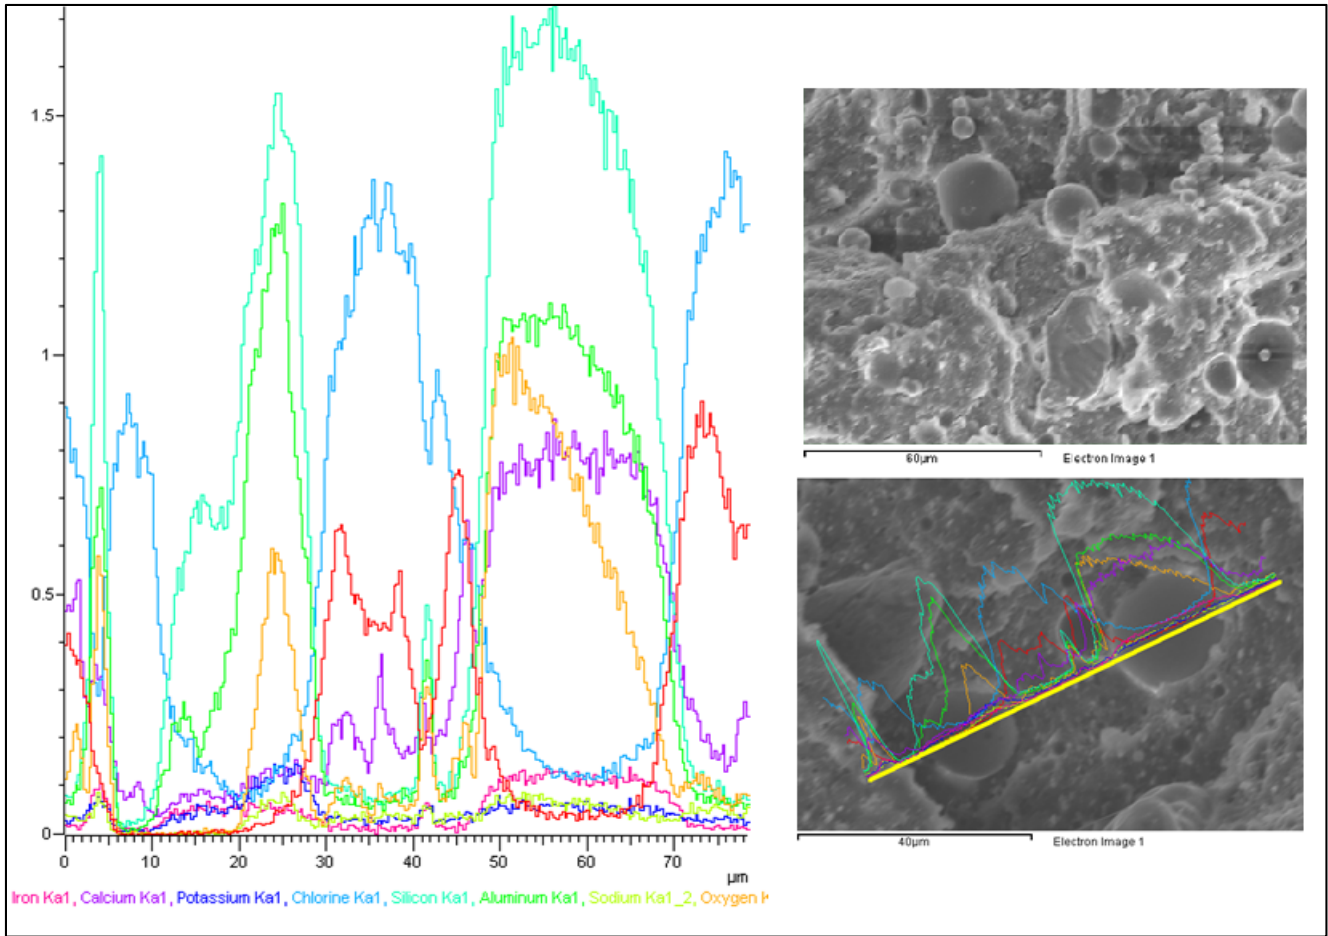 1.5
1
0.5
0
0 10 20 30 40 50 60 70
μm
Iron Ka1, Calcium Ka1, Potassium Ka1, Chlorine Ka1, Silicon Ka1, Aluminum Ka1, Sodium Ka1_2, Oxygen K
60μm Electron Image 1
40μm Electron Image 1